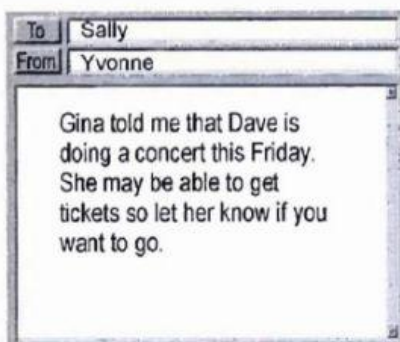 To Sally
From Yvonne
Gina told me that Dave is
doing a concert this Friday.
She may be able to get
tickets so let her know if you
want to go.